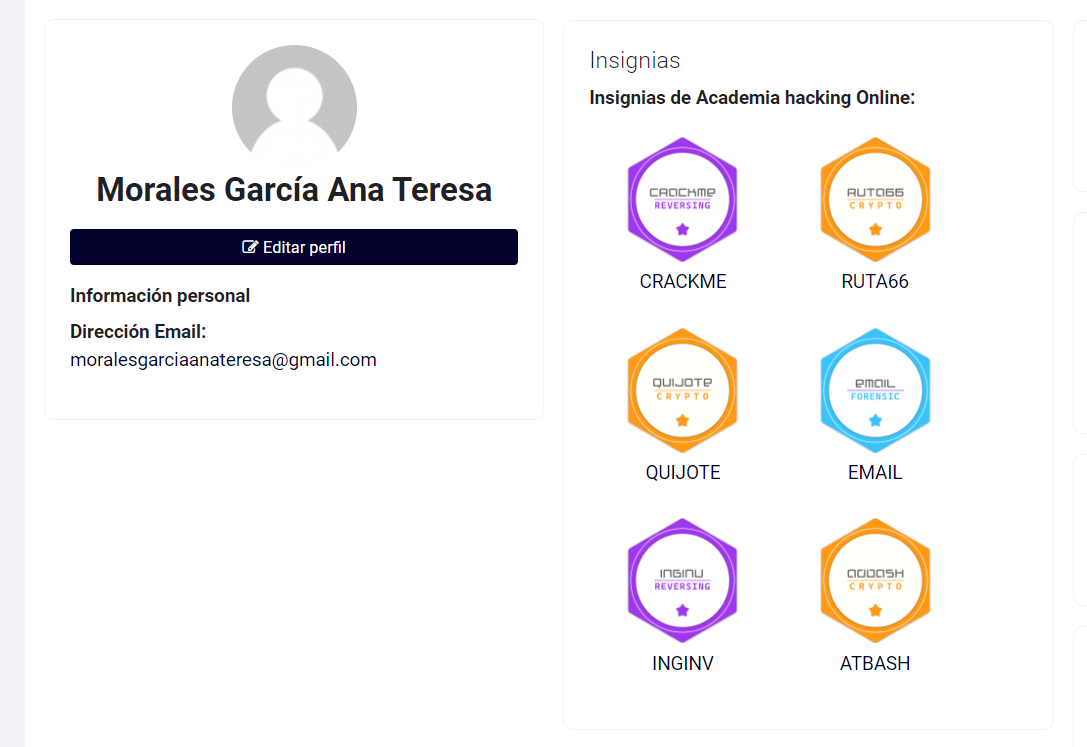 Morales García Ana Teresa
Editar perfil
Información personal
Dirección Email:
moralesgarciaanateresa@gmail.com
Insignias
Insignias de Academia hacking Online:
CRACKME
REVERSING
CRACKME
RUTA66
CRYPTO
RUTA66
QUIJOTE
CRYPTO
QUIJOTE
EMAIL
FORENSIC
EMAIL
INGINV
REVERSING
INGINV
CRYPTO
ATBASH